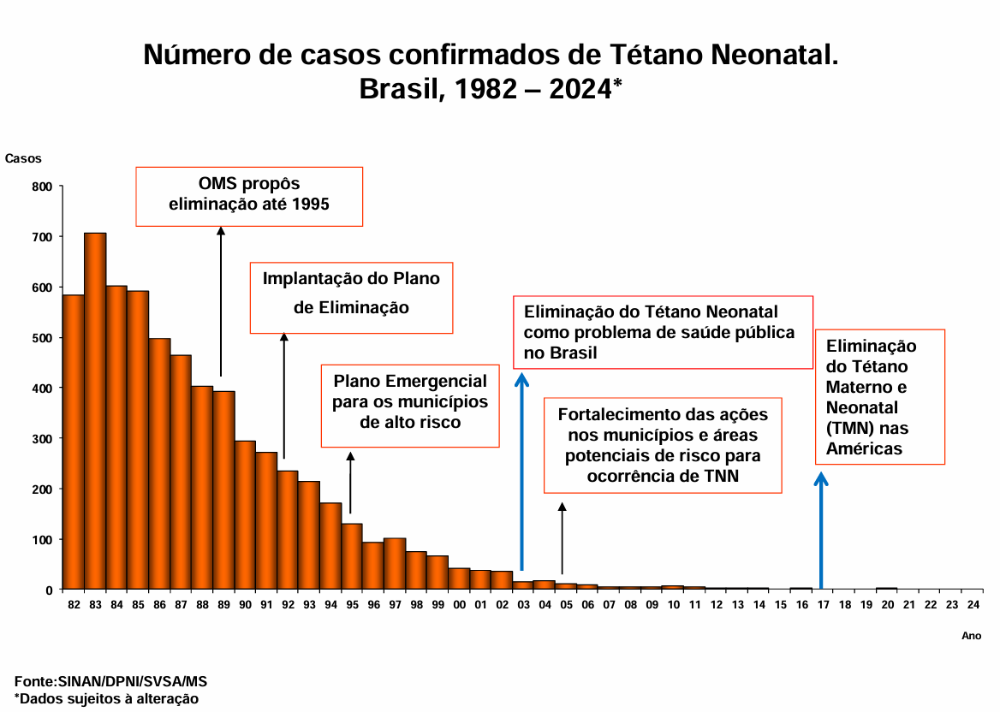 Número de casos confirmados de Tétano Neonatal.
Brasil, 1982 – 2024*
Casos
OMS propôs
eliminação até 1995
Implantação do Plano
de Eliminação
Plano Emergencial
para os municípios
de alto risco
Eliminação do Tétano Neonatal
como problema de saúde pública
no Brasil
Fortalecimento das ações
nos municípios e áreas
potenciais de risco para
ocorrência de TNN
Eliminação
do Tétano
Materno e
Neonatal
(TMN) nas
Américas
800
700
600
500
400
300
200
100
0
82 83 84 85 86 87 88 89 90 91 92 93 94 95 96 97 98 99 00 01 02 03 04 05 06 07 08 09 10 11 12 13 14 15 16 17 18 19 20 21 22 23 24
Ano
Fonte:SINAN/DPNI/SVSA/MS
*Dados sujeitos à alteração